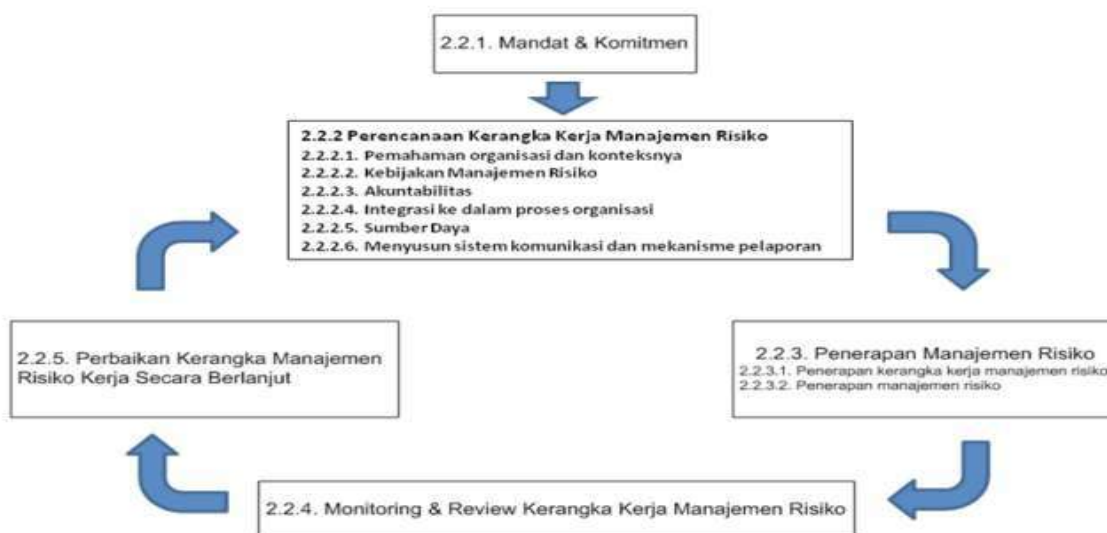 2.2.1. Mandat & Komitmen
2.2.2 Perencanaan Kerangka Kerja Manajemen Risiko
2.2.2.1. Pemahaman organisasi dan konteksnya
2.2.2.2. Kebijakan Manajemen Risiko
2.2.2.3. Akuntabilitas
2.2.2.4. Integrasi ke dalam proses organisasi
2.2.2.5. Sumber Daya
2.2.2.6. Menyusun sistem komunikasi dan mekanisme pelaporan
2.2.3. Penerapan Manajemen Risiko
2.2.3.1. Penerapan kerangka kerja manajemen risiko
2.2.3.2. Penerapan manajemen risiko
2.2.4. Monitoring & Review Kerangka Kerja Manajemen Risiko
2.2.5. Perbaikan Kerangka Manajemen
Risiko Kerja Secara Berlanjut